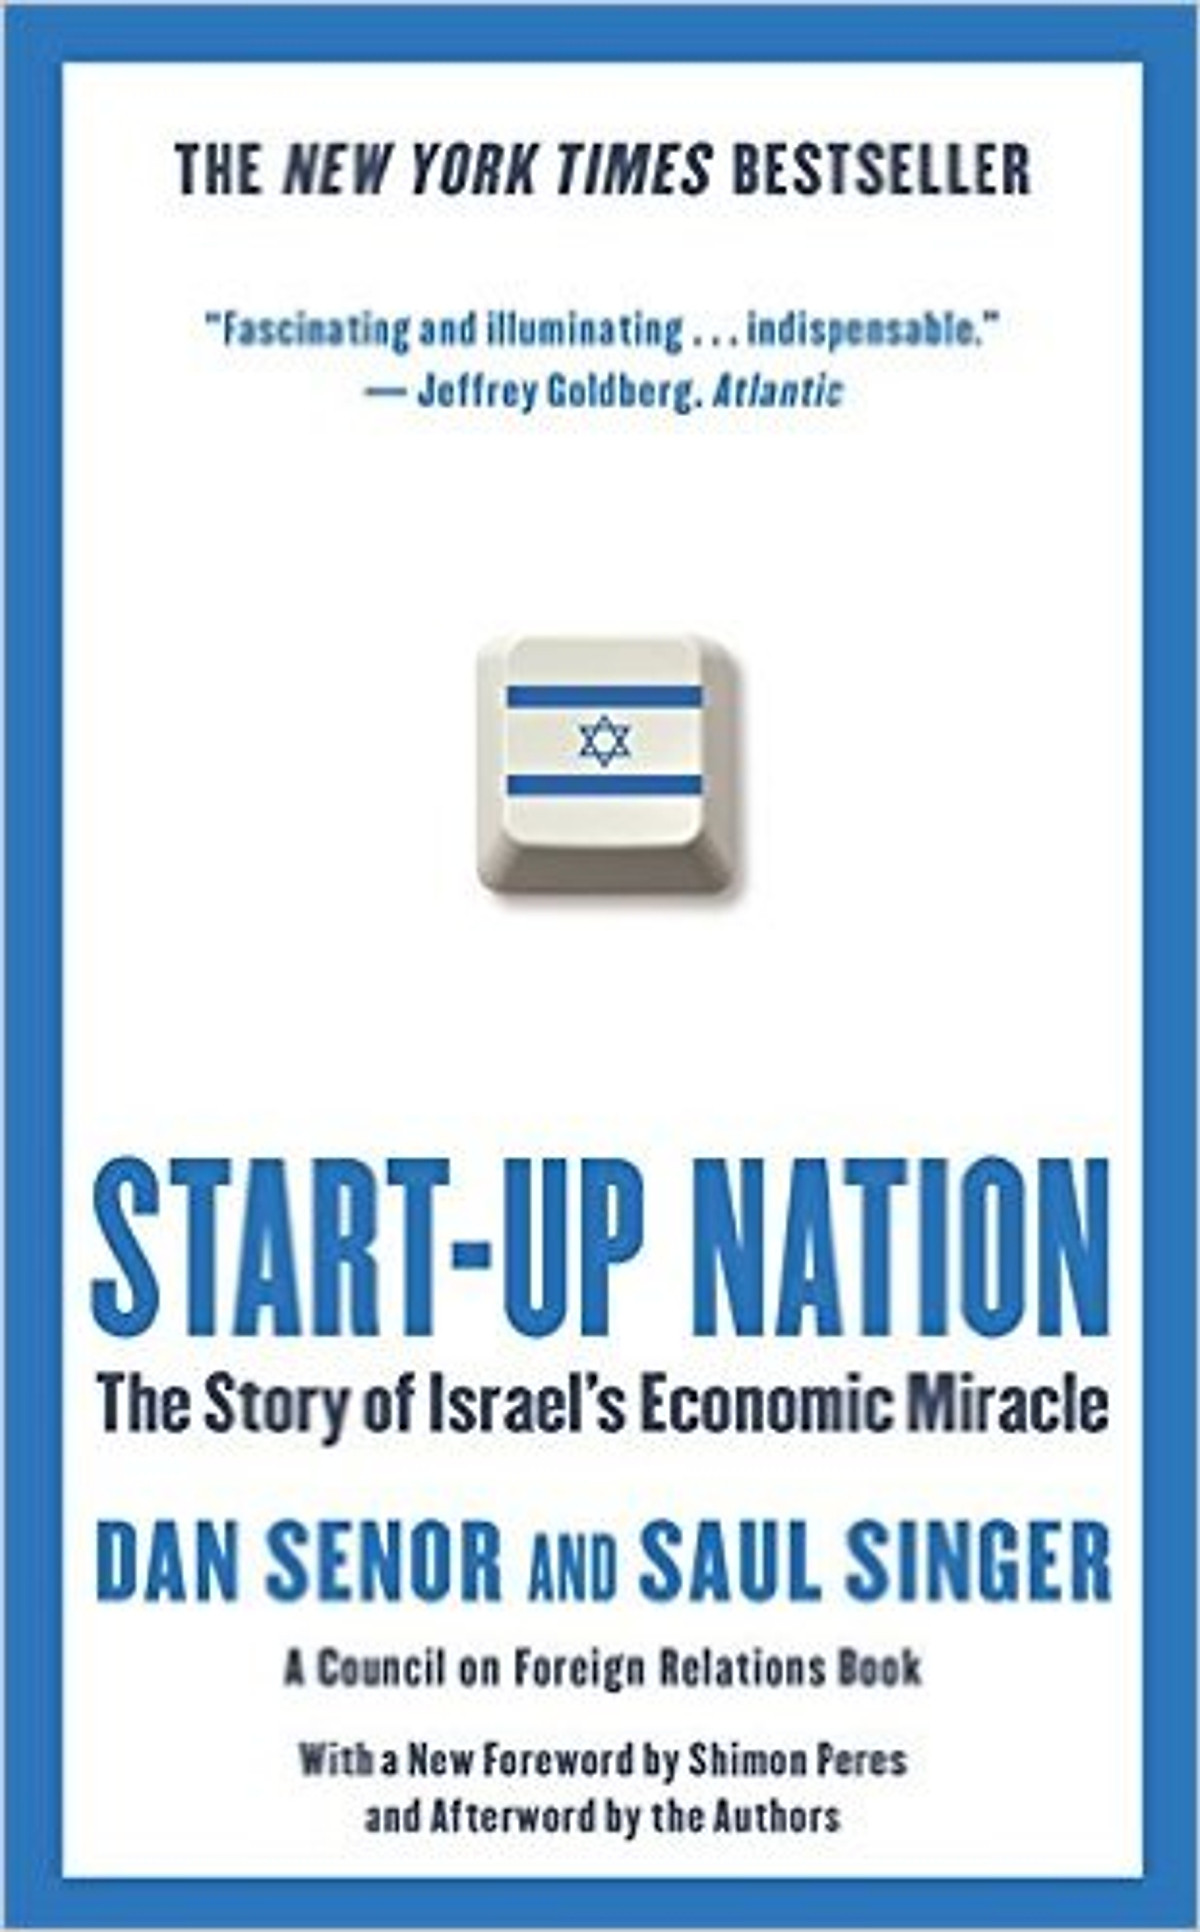 THE NEW YORK TIMES BESTSELLER
"Fascinating and illuminating . . . indispensable."
— Jeffrey Goldberg, Atlantic
START-UP NATION
The Story of Israel's Economic Miracle
DAN SENOR AND SAUL SINGER
A Council on Foreign Relations Book
With a New Foreword by Shimon Peres
and Afterword by the Authors